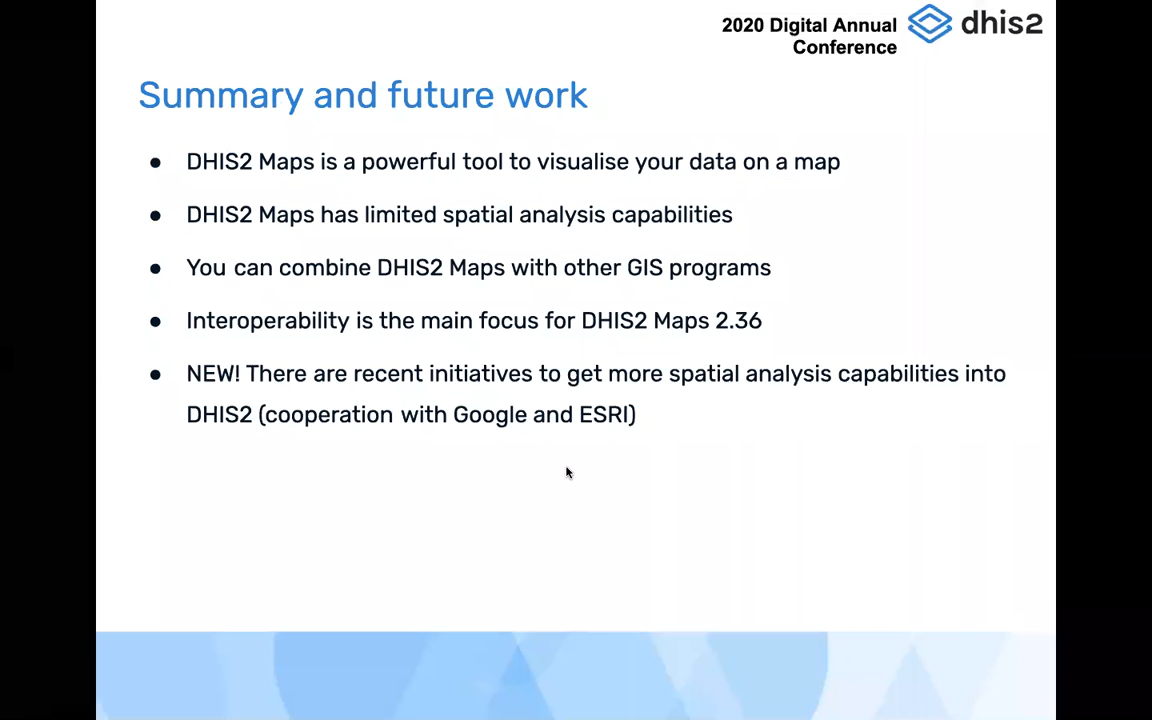 2020 Digital Annual
Conference
dhis2
Summary and future work
● DHIS2 Maps is a powerful tool to visualise your data on a map
● DHIS2 Maps has limited spatial analysis capabilities
● You can combine DHIS2 Maps with other GIS programs
● Interoperability is the main focus for DHIS2 Maps 2.36
● NEW! There are recent initiatives to get more spatial analysis capabilities into
DHIS2 (cooperation with Google and ESRI)